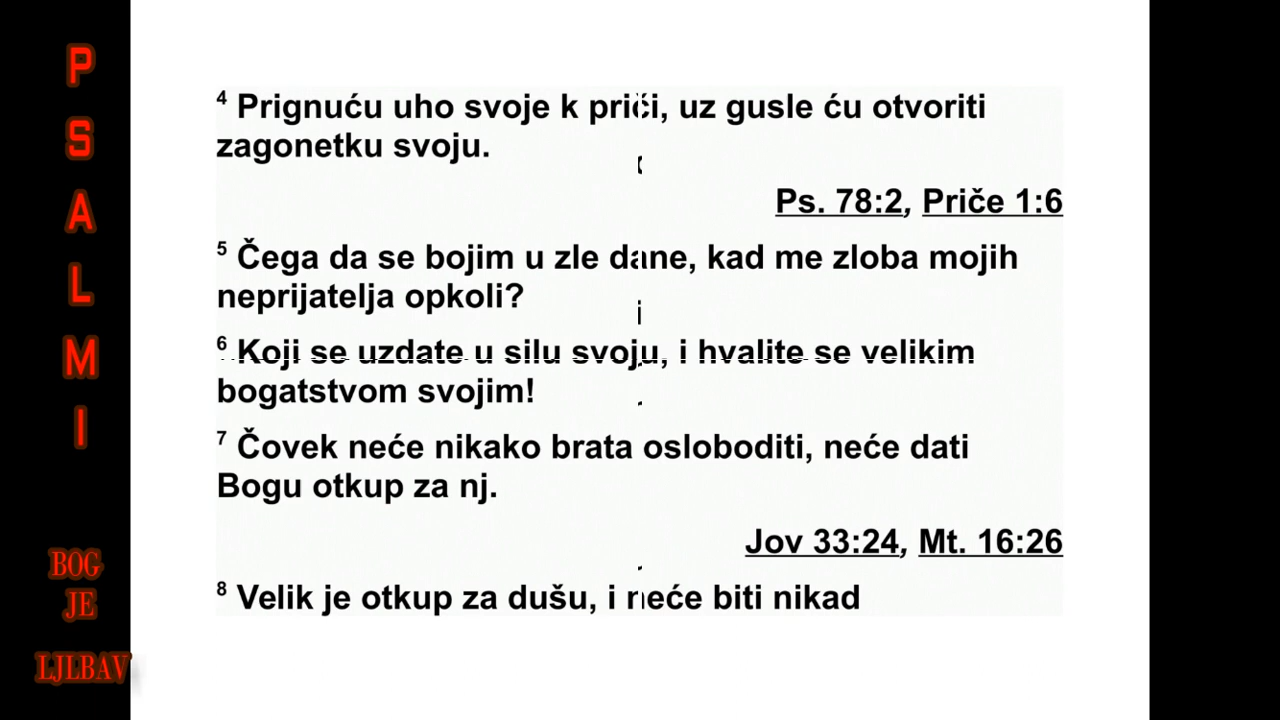 PSALMI
BOG
JE
LJLBAV
4 Prignuću uho svoje k priči, uz gusle ću otvoriti
zagonetku svoju.
Ps. 78:2, Priče 1:6
5 Čega da se bojim u zle dane, kad me zloba mojih
neprijatelja opkoli?
6 Koji se uzdate u silu svoju, i hvalite se velikim
bogatstvom svojim!
7 Čovek neće nikako brata osloboditi, neće dati
Bogu otkup za nj.
Jov 33:24, Mt. 16:26
8 Velik je otkup za dušu, i neće biti nikad